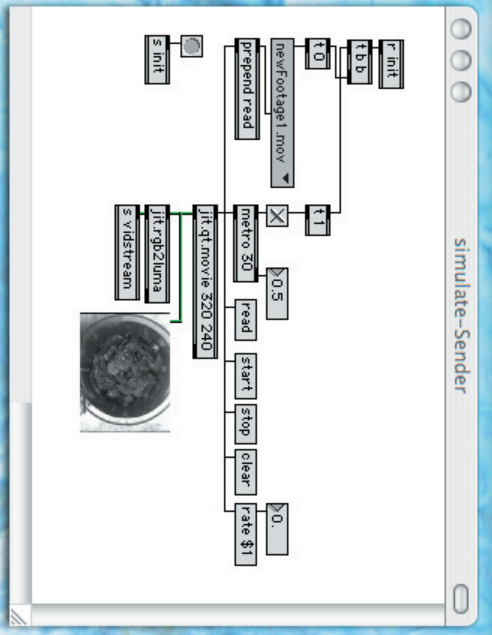 simulate-Sender
r init
t b b
t 0
t 1
newFootage1.mov
0.5
0.
s init
prepend read
metro 30
read
start
stop
clear
rate $1
jit.qt.movie 320 240
jit.rgb2luma
s vidstream